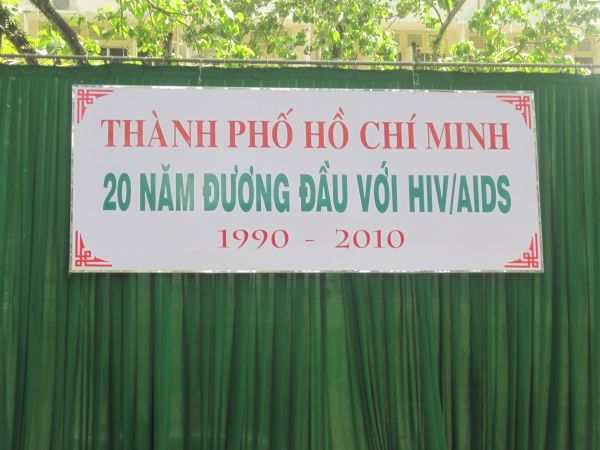 THÀNH PHỐ HỒ CHÍ MINH
20 NĂM ĐƯƠNG ĐẦU VỚI HIV/AIDS
1990 - 2010